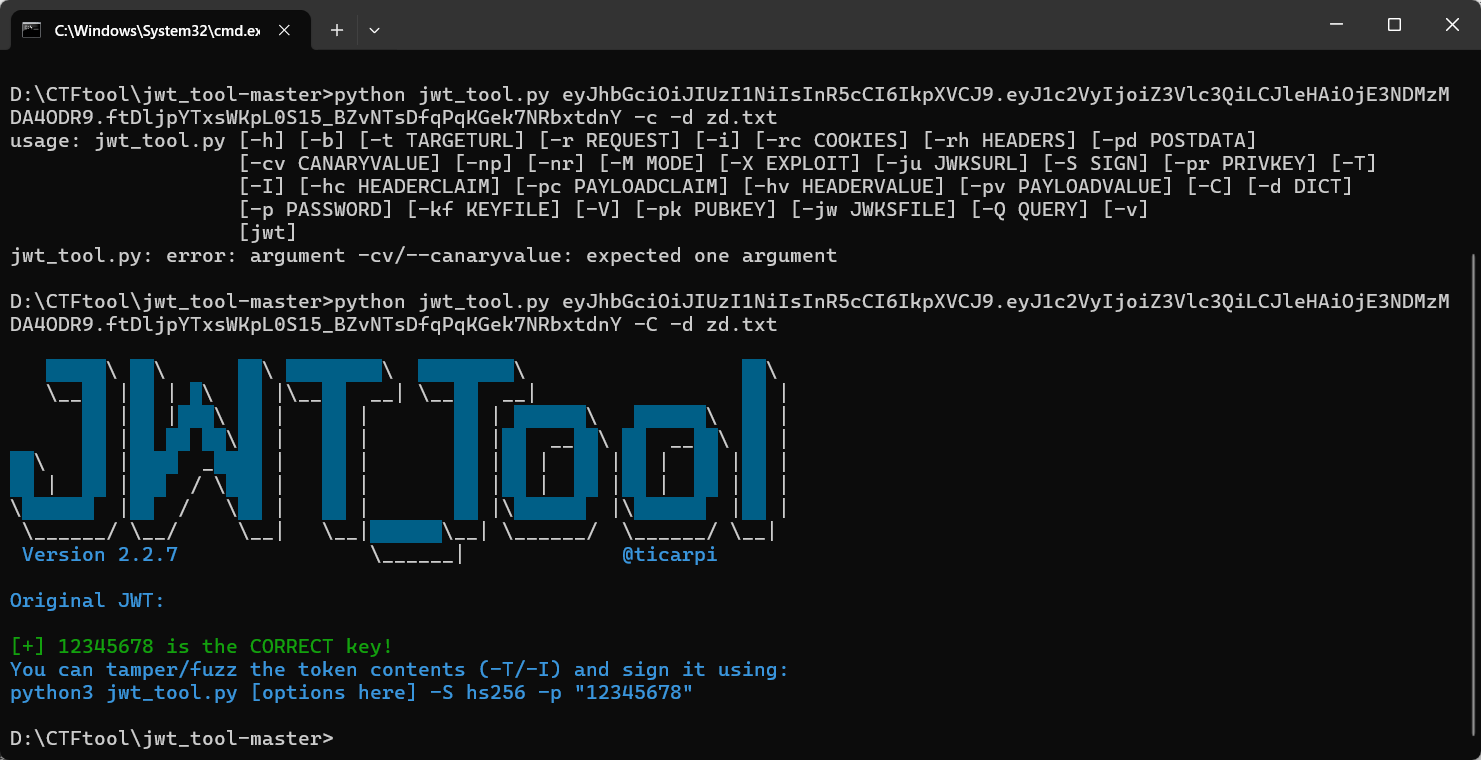 C:\Windows\System32\cmd.ex
D:\CTFtool\jwt_tool-master>python jwt_tool.py eyJhbGciOiJIUzI1NiIsInR5cCI6IkpXVCJ9.eyJ1c2VyIjoiZ3Vlc3QiLCJleHAiOjE3NDMzM
DA4ODR9.ftDljpYTxsWKpL0S15_BZvNTsDfqPqKGek7NRbxtdnY -c -d zd.txt
usage: jwt_tool.py [-h] [-b] [-t TARGETURL] [-r REQUEST] [-i] [-rc COOKIES] [-rh HEADERS] [-pd POSTDATA]
[-cv CANARYVALUE] [-np] [-nr] [-M MODE] [-X EXPLOIT] [-ju JWKSURL] [-S SIGN] [-pr PRIVKEY] [-T]
[-I] [-hc HEADERCLAIM] [-pc PAYLOADCLAIM] [-hv HEADERVALUE] [-pv PAYLOADVALUE] [-C] [-d DICT]
[-p PASSWORD] [-kf KEYFILE] [-V] [-pk PUBKEY] [-jw JWKSFILE] [-Q QUERY] [-v]
[jwt]
jwt_tool.py: error: argument -cv/--canaryvalue: expected one argument
D:\CTFtool\jwt_tool-master>python jwt_tool.py eyJhbGciOiJIUzI1NiIsInR5cCI6IkpXVCJ9.eyJ1c2VyIjoiZ3Vlc3QiLCJleHAiOjE3NDMzM
DA4ODR9.ftDljpYTxsWKpL0S15_BZvNTsDfqPqKGek7NRbxtdnY -C -d zd.txt
JWT_Tool
Version 2.2.7 @ticarpi
Original JWT:
[+] 12345678 is the CORRECT key!
You can tamper/fuzz the token contents (-T/-I) and sign it using:
python3 jwt_tool.py [options here] -S hs256 -p "12345678"
D:\CTFtool\jwt_tool-master>